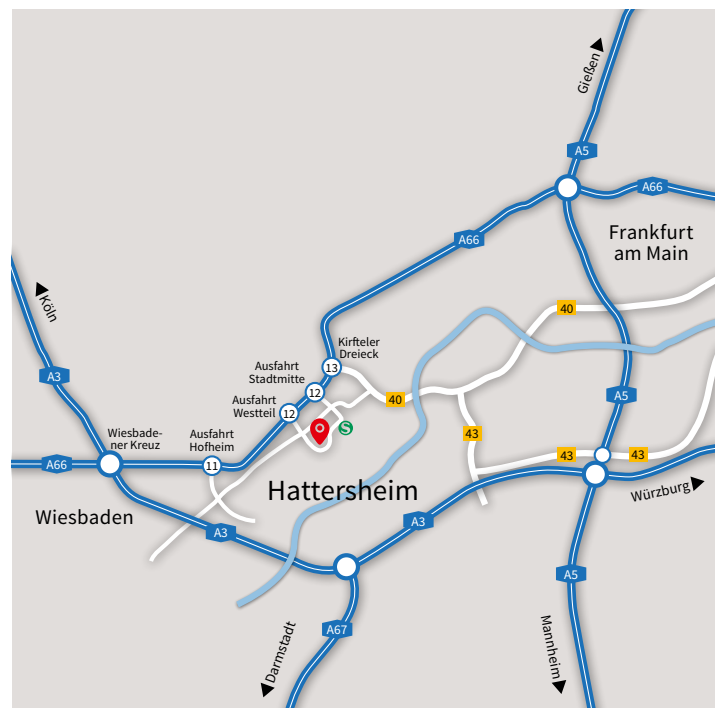 Gießen
A5
A66
Frankfurt
am Main
A66
Köln
40
Kirfteler
Dreieck
13
Ausfahrt
Stadtmitte
12
A3
A5
40
Ausfahrt
Westteil
12
S
43
Wiesbade-
ner Kreuz
Ausfahrt
Hofheim
11
43
43
A66
Hattersheim
Würzburg
Wiesbaden
A3
A3
A5
A67
Darmstadt
Mannheim